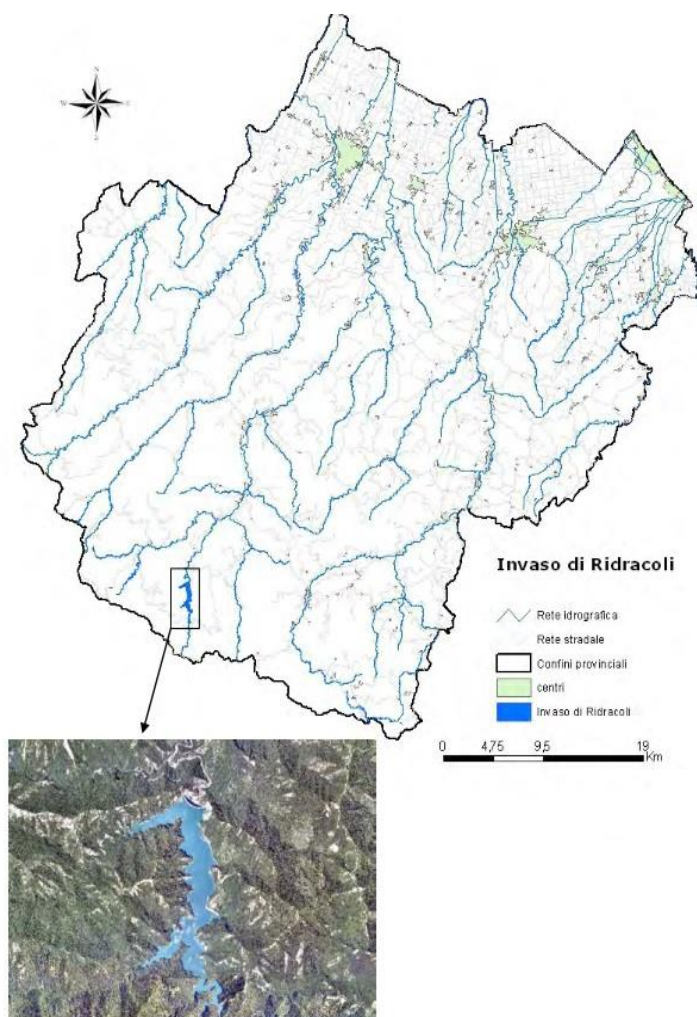 Invaso di Ridracoli
Rete idrografica
Rete stradale
Confini provinciali
centri
Invaso di Ridracoli
0 4,75 9,5 19
Km